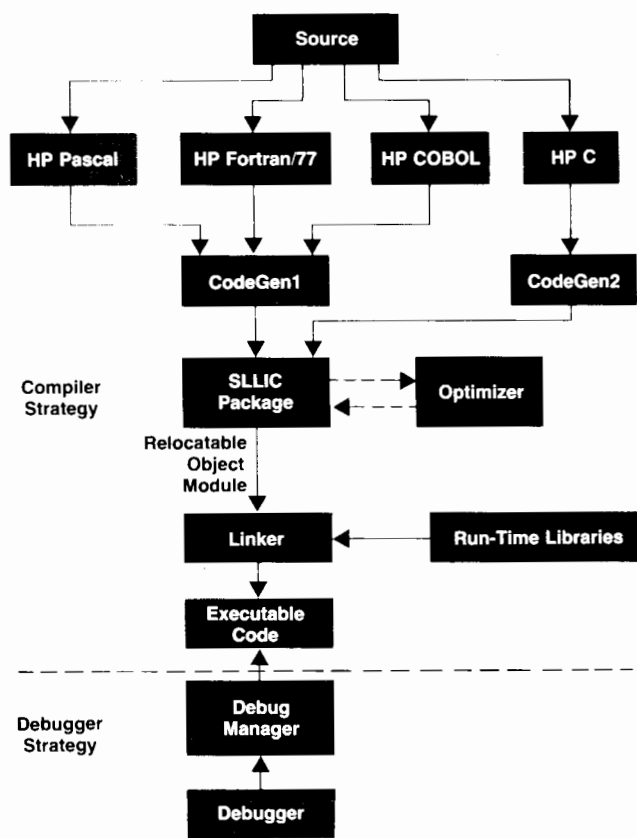 Source
HP Pascal
HP Fortran/77
HP COBOL
HP C
CodeGen1
CodeGen2
Compiler
Strategy
SLLIC
Package
Optimizer
Relocatable
Object
Module
Linker
Run-Time Libraries
Executable
Code
Debugger
Strategy
Debug
Manager
Debugger